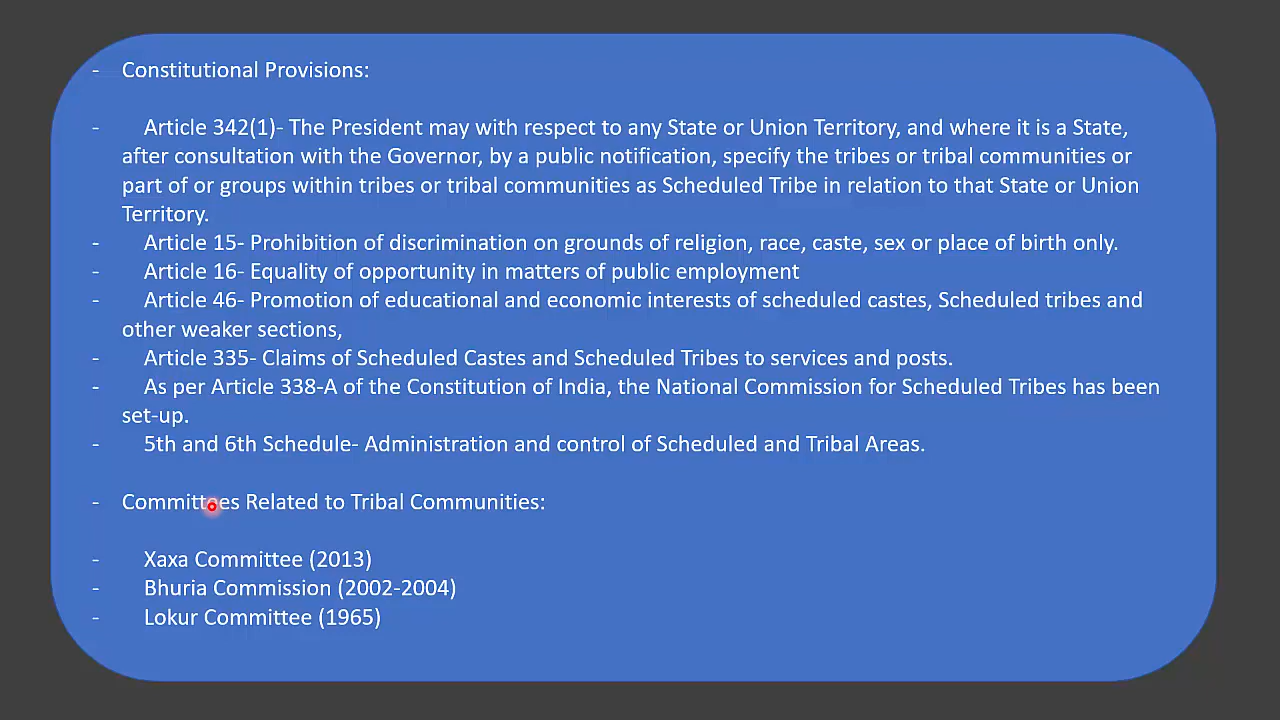 - Constitutional Provisions:
- Article 342(1)- The President may with respect to any State or Union Territory, and where it is a State,
after consultation with the Governor, by a public notification, specify the tribes or tribal communities or
part of or groups within tribes or tribal communities as Scheduled Tribe in relation to that State or Union
Territory.
- Article 15- Prohibition of discrimination on grounds of religion, race, caste, sex or place of birth only.
- Article 16- Equality of opportunity in matters of public employment
- Article 46- Promotion of educational and economic interests of scheduled castes, Scheduled tribes and
other weaker sections,
- Article 335- Claims of Scheduled Castes and Scheduled Tribes to services and posts.
- As per Article 338-A of the Constitution of India, the National Commission for Scheduled Tribes has been
set-up.
- 5th and 6th Schedule- Administration and control of Scheduled and Tribal Areas.
- Committees Related to Tribal Communities:
- Xaxa Committee (2013)
- Bhuria Commission (2002-2004)
- Lokur Committee (1965)